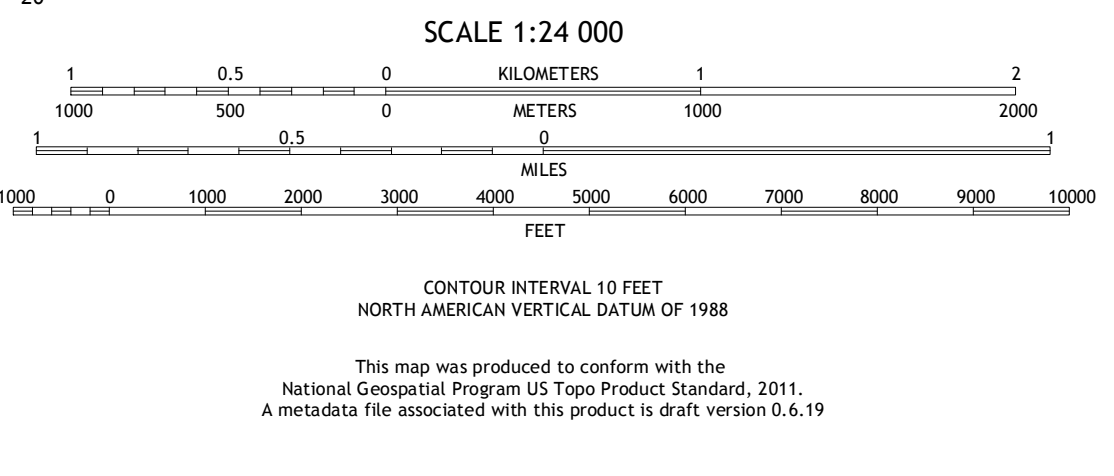 20
SCALE 1:24 000
1 0.5 0 KILOMETERS 1 2
1000 500 0 METERS 1000 2000
1 0.5 0 1
MILES
1000 0 1000 2000 3000 4000 5000 6000 7000 8000 9000 10000
FEET
CONTOUR INTERVAL 10 FEET
NORTH AMERICAN VERTICAL DATUM OF 1988
This map was produced to conform with the
National Geospatial Program US Topo Product Standard, 2011.
A metadata file associated with this product is draft version 0.6.19